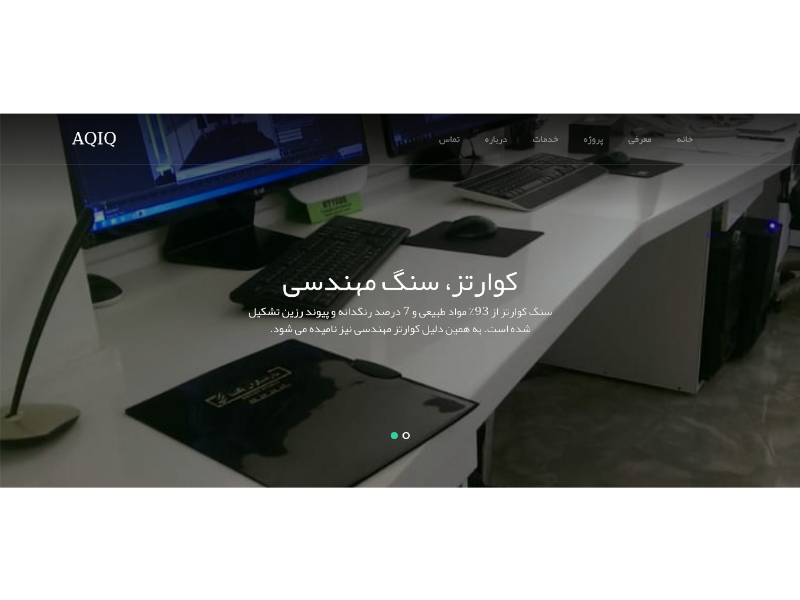 AQIQ
خانه
معرفی
پروژه
خدمات
درباره
تماس
کوارتز، سنگ مهندسی
سنگ کوارتز از 93٪ مواد طبیعی و 7 درصد رنگدانه و پیوند رزین تشکیل
شده است. به همین دلیل کوارتز مهندسی نیز نامیده می شود.